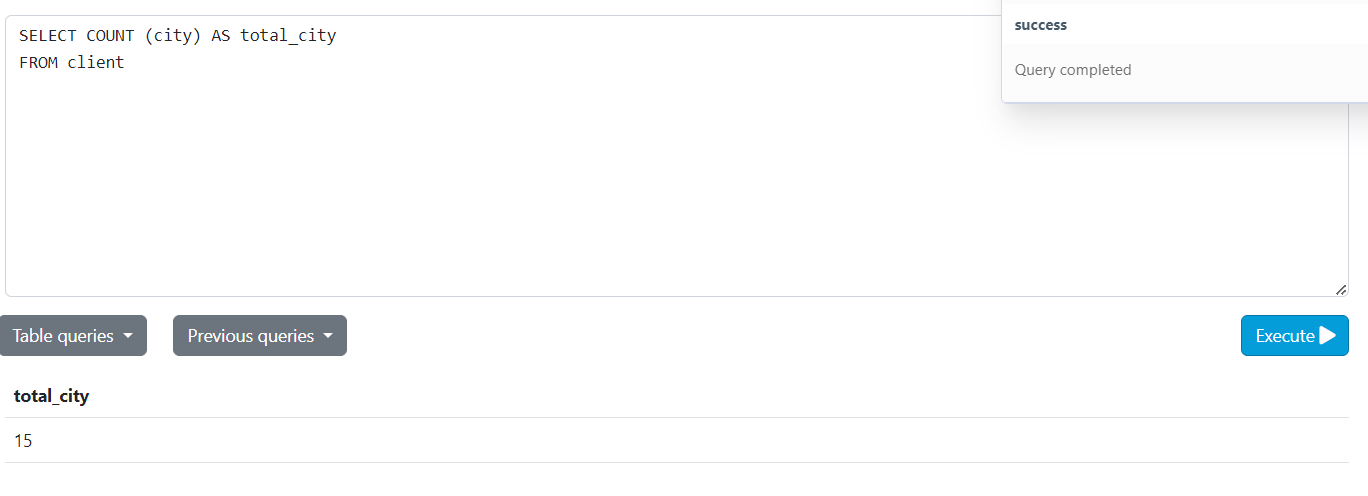 SELECT COUNT (city) AS total_city
FROM client
success
Query completed
Table queries
Previous queries
Execute
total_city
15